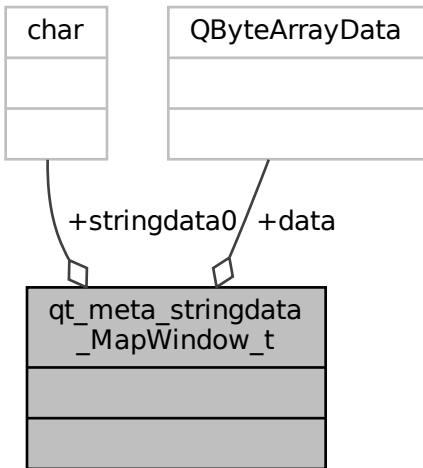 char
QByteArrayData
+stringdata0
+data
qt_meta_stringdata
_MapWindow_t